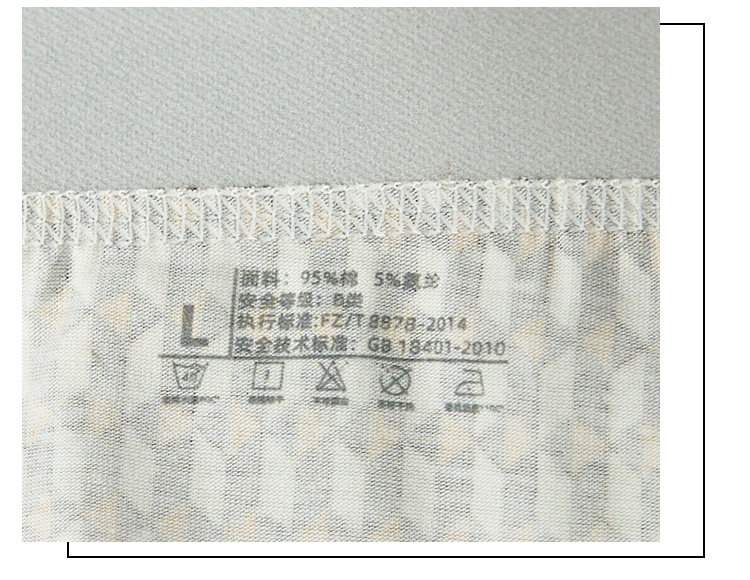 L
面料: 95%棉 5%氨纶
安全等级: B类
执行标准:FZ/T 8878-2014
安全技术标准: GB 18401-2010
40